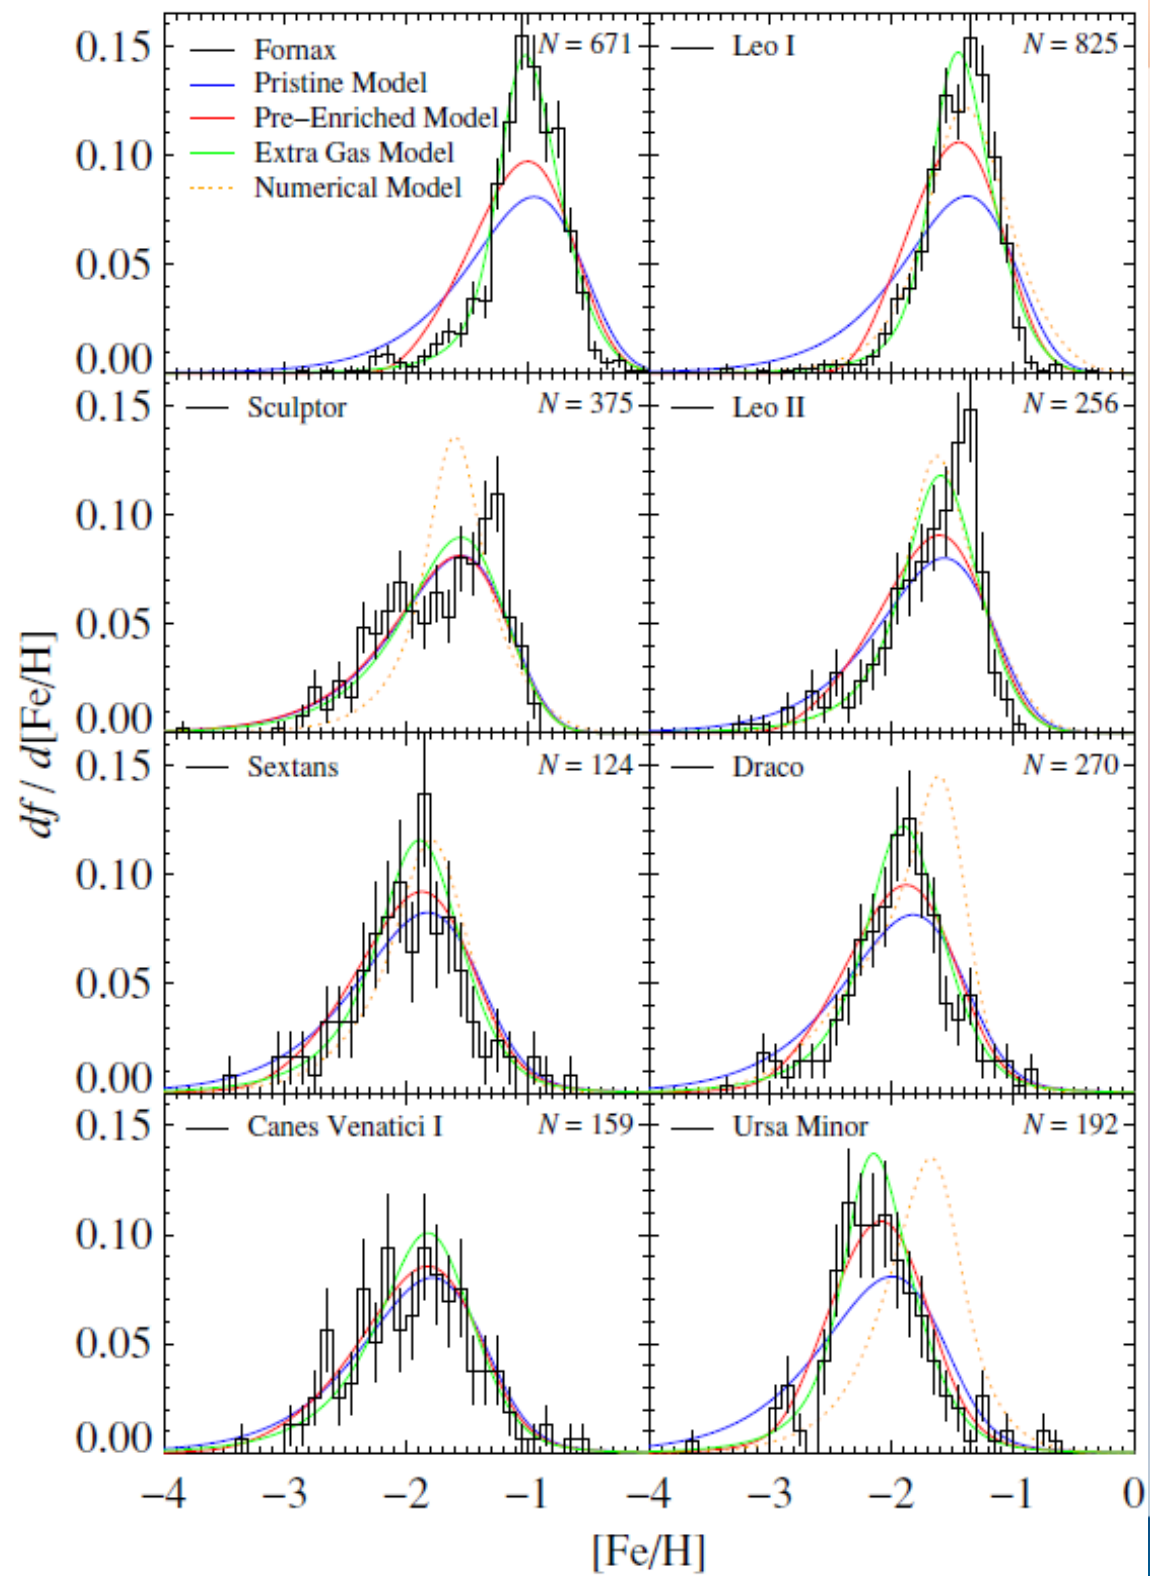 0.15
Fornax
N = 671
Leo I
N = 825
Pristine Model
Pre−Enriched Model
0.10
Extra Gas Model
Numerical Model
0.05
0.00
0.15
Sculptor
N = 375
Leo II
N = 256
0.10
0.05
0.00
0.15
Sextans
N = 124
Draco
N = 270
0.10
0.05
0.00
0.15
Canes Venatici I
N = 159
Ursa Minor
N = 192
0.10
0.05
0.00
df / d[Fe/H]
−4 −3 −2 −1 −4 −3 −2 −1 0
[Fe/H]